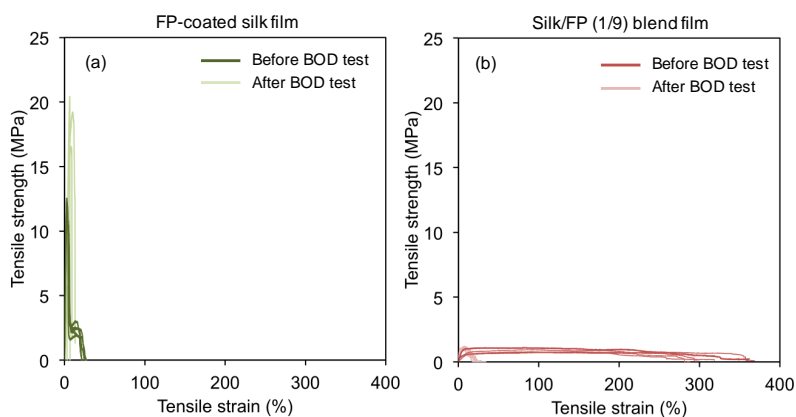 FP-coated silk film
25
20
15
10
5
0
Tensile strength (MPa)
(a)
Before BOD test
After BOD test
0 100 200 300 400
Tensile strain (%)
Silk/FP (1/9) blend film
25
20
15
10
5
0
Tensile strength (MPa)
(b)
Before BOD test
After BOD test
0 100 200 300 400
Tensile strain (%)